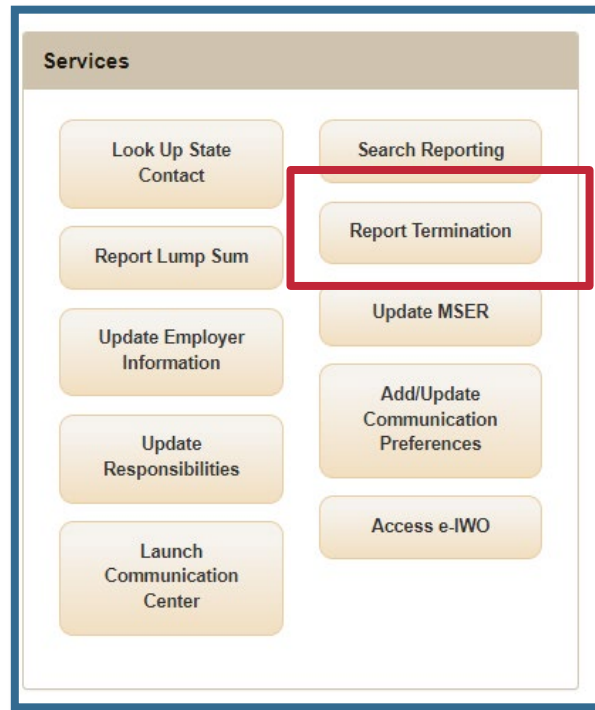 Services
Look Up State
Contact
Search Reporting
Report Lump Sum
Report Termination
Update Employer
Information
Update MSER
Update
Responsibilities
Add/Update
Communication
Preferences
Launch
Communication
Center
Access e-IWO